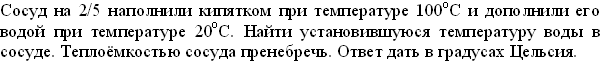 Сосуд на 2/5 наполнили кипятком при температуре 100°С и дополнили его
водой при температуре 20°С. Найти установившуюся температуру воды в
сосуде. Теплоёмкостью сосуда пренебречь. Ответ дать в градусах Цельсия.